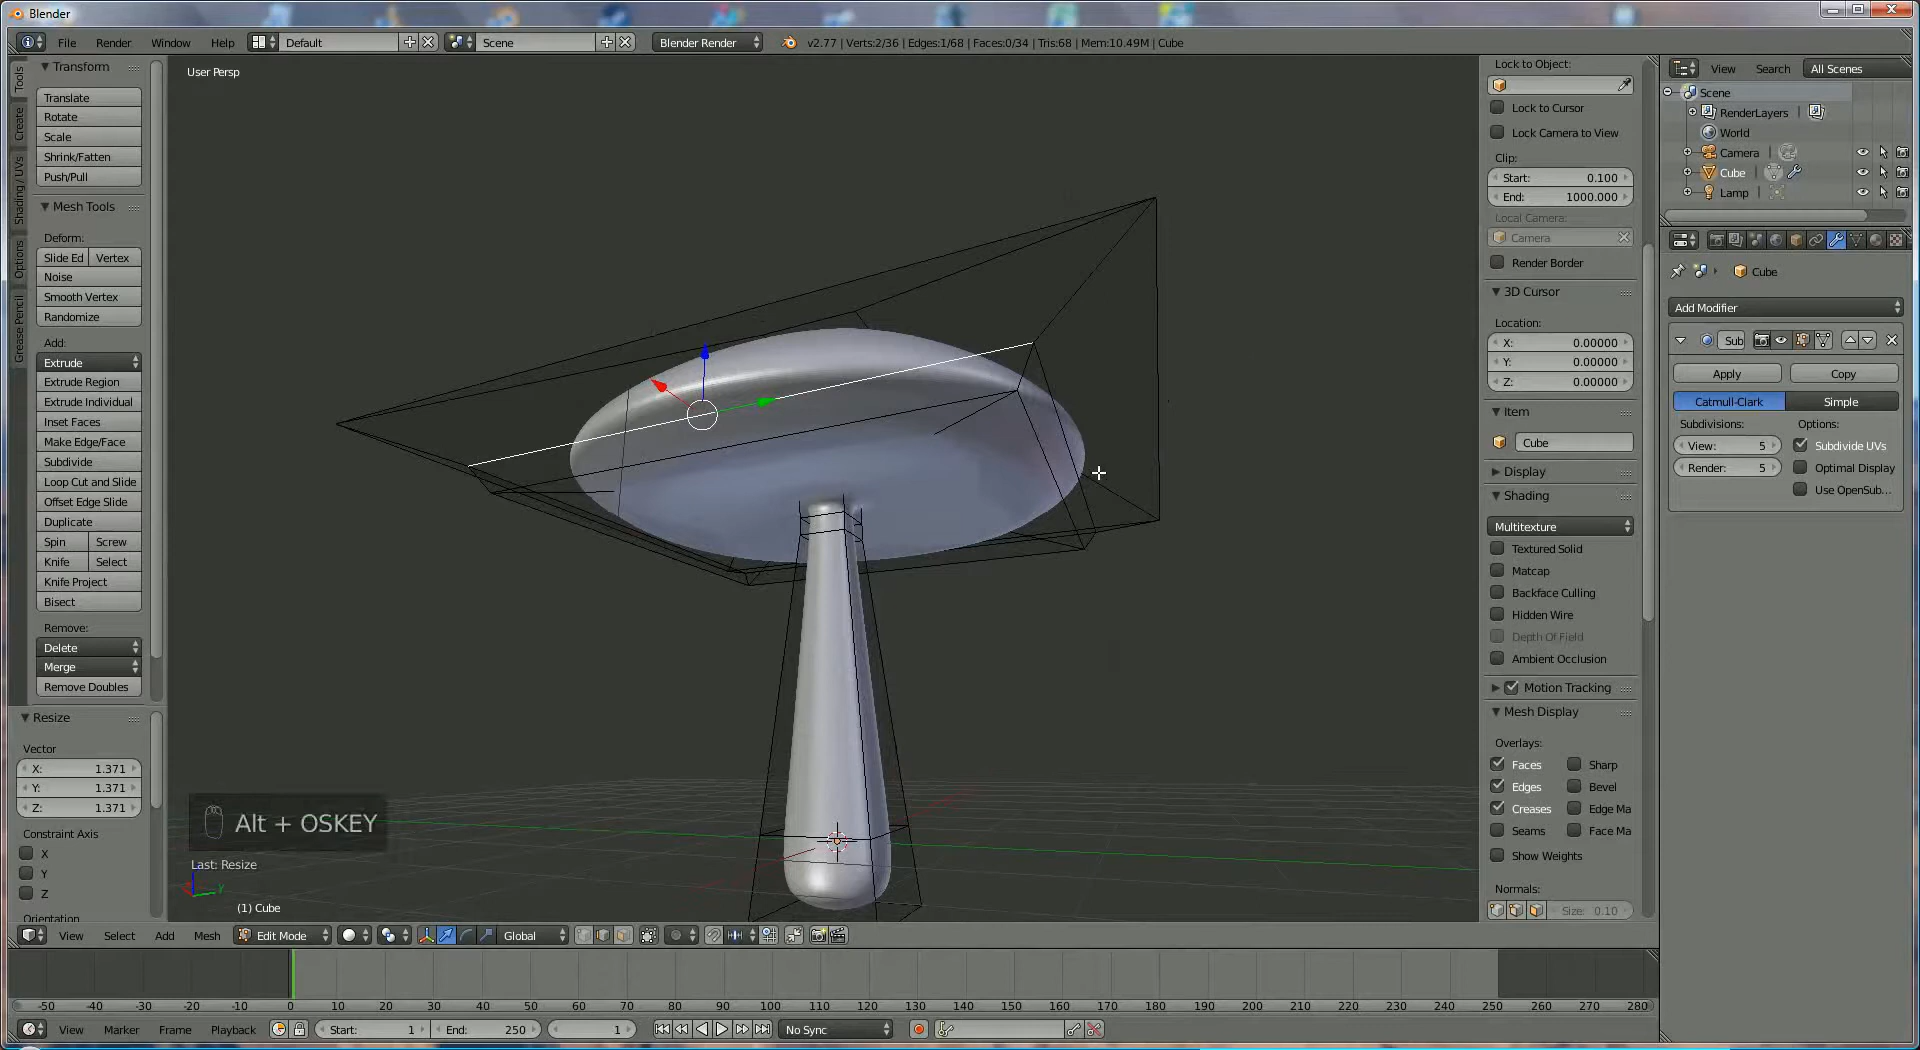 Blender
File Render Window Help Default Scene Blender Render v2.77 | Verts:2/36 | Edges:1/68 | Faces:0/34 | Tris:68 | Mem:10.49M | Cube
Tools
Create
Shading / UVs
Options
Grease Pencil
Transform
Translate
Rotate
Scale
Shrink/Fatten
Push/Pull
Mesh Tools
Deform:
Slide Ed Vertex
Noise
Smooth Vertex
Randomize
Add:
Extrude
Extrude Region
Extrude Individual
Inset Faces
Make Edge/Face
Subdivide
Loop Cut and Slide
Offset Edge Slide
Duplicate
Spin Screw
Knife Select
Knife Project
Bisect
Remove:
Delete
Merge
Remove Doubles
Resize
Vector
X: 1.371
Y: 1.371
Z: 1.371
Constraint Axis
X
Y
Z
Orientation
User Persp
Alt + OSKEY
Last: Resize
(1) Cube
Lock to Object:
Lock to Cursor
Lock Camera to View
Clip:
Start: 0.100
End: 1000.000
Local Camera:
Camera
Render Border
3D Cursor
Location:
X: 0.00000
Y: 0.00000
Z: 0.00000
Item
Cube
Display
Shading
Multitexture
Textured Solid
Matcap
Backface Culling
Hidden Wire
Depth Of Field
Ambient Occlusion
Motion Tracking
Mesh Display
Overlays:
Faces Sharp
Edges Bevel
Creases Edge Ma
Seams Face Ma
Show Weights
Normals:
Size: 0.10
View Search All Scenes
Scene
RenderLayers
World
Camera
Cube
Lamp
Cube
Add Modifier
Sub
Apply Copy
Catmull-Clark Simple
Subdivisions: Options:
View: 5 Subdivide UVs
Render: 5 Optimal Display
Use OpenSub...
View Select Add Mesh Edit Mode Global
-50 -40 -30 -20 -10 0 10 20 30 40 50 60 70 80 90 100 110 120 130 140 150 160 170 180 190 200 210 220 230 240 250 260 270 280
View Marker Frame Playback Start: 1 End: 250 1 No Sync